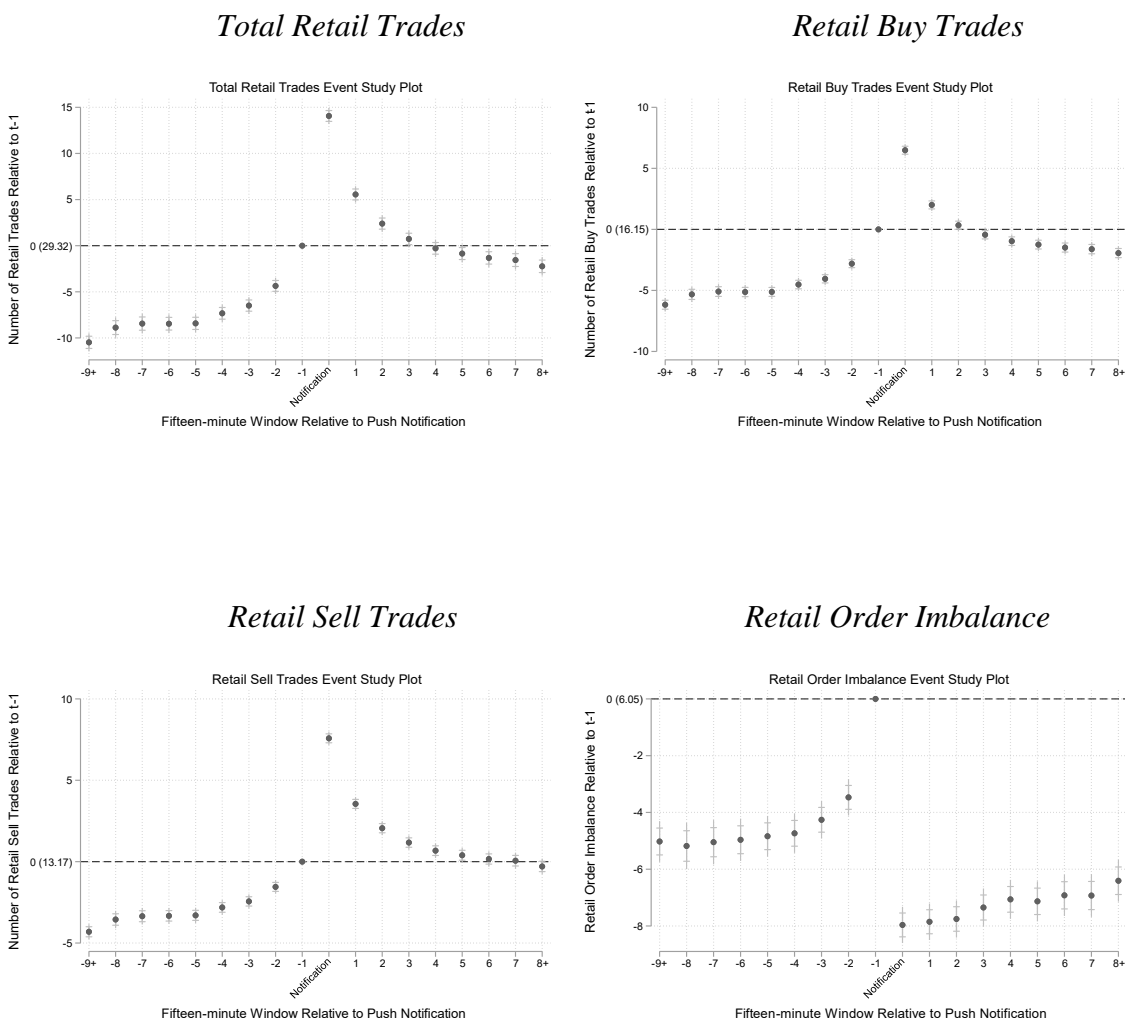 Total Retail Trades
Total Retail Trades Event Study Plot
Number of Retail Trades Relative to t-1
15
10
5
0 (29.32)
-5
-10
-9+ -8 -7 -6 -5 -4 -3 -2 -1 Notification 1 2 3 4 5 6 7 8+
Fifteen-minute Window Relative to Push Notification
Retail Buy Trades
Retail Buy Trades Event Study Plot
Number of Retail Buy Trades Relative to t-1
10
5
0 (16.15)
-5
-10
-9+ -8 -7 -6 -5 -4 -3 -2 -1 Notification 1 2 3 4 5 6 7 8+
Fifteen-minute Window Relative to Push Notification
Retail Sell Trades
Retail Sell Trades Event Study Plot
Number of Retail Sell Trades Relative to t-1
10
5
0 (13.17)
-5
-9+ -8 -7 -6 -5 -4 -3 -2 -1 Notification 1 2 3 4 5 6 7 8+
Fifteen-minute Window Relative to Push Notification
Retail Order Imbalance
Retail Order Imbalance Event Study Plot
Retail Order Imbalance Relative to t-1
0 (6.05)
-2
-4
-6
-8
-9+ -8 -7 -6 -5 -4 -3 -2 -1 Notification 1 2 3 4 5 6 7 8+
Fifteen-minute Window Relative to Push Notification